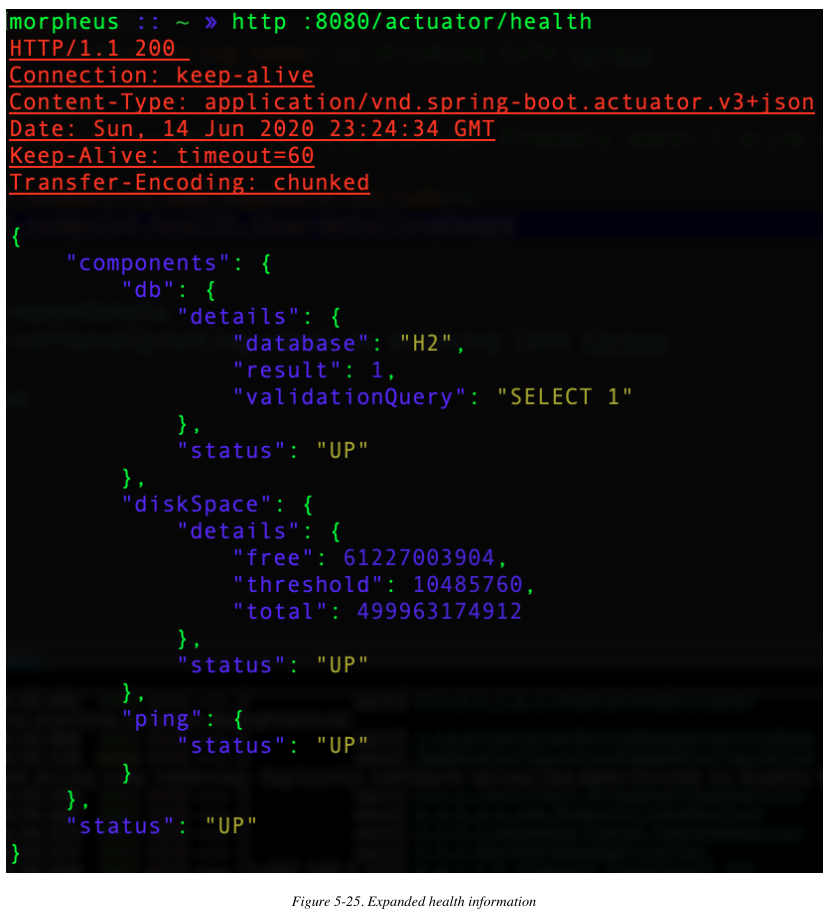 morpheus :: ~ » http :8080/actuator/health
HTTP/1.1 200
Connection: keep-alive
Content-Type: application/vnd.spring-boot.actuator.v3+json
Date: Sun, 14 Jun 2020 23:24:34 GMT
Keep-Alive: timeout=60
Transfer-Encoding: chunked

{
    "components": {
        "db": {
            "details": {
                "database": "H2",
                "result": 1,
                "validationQuery": "SELECT 1"
            },
            "status": "UP"
        },
        "diskSpace": {
            "details": {
                "free": 61227003904,
                "threshold": 10485760,
                "total": 499963174912
            },
            "status": "UP"
        },
        "ping": {
            "status": "UP"
        }
    },
    "status": "UP"
}
Figure 5-25. Expanded health information